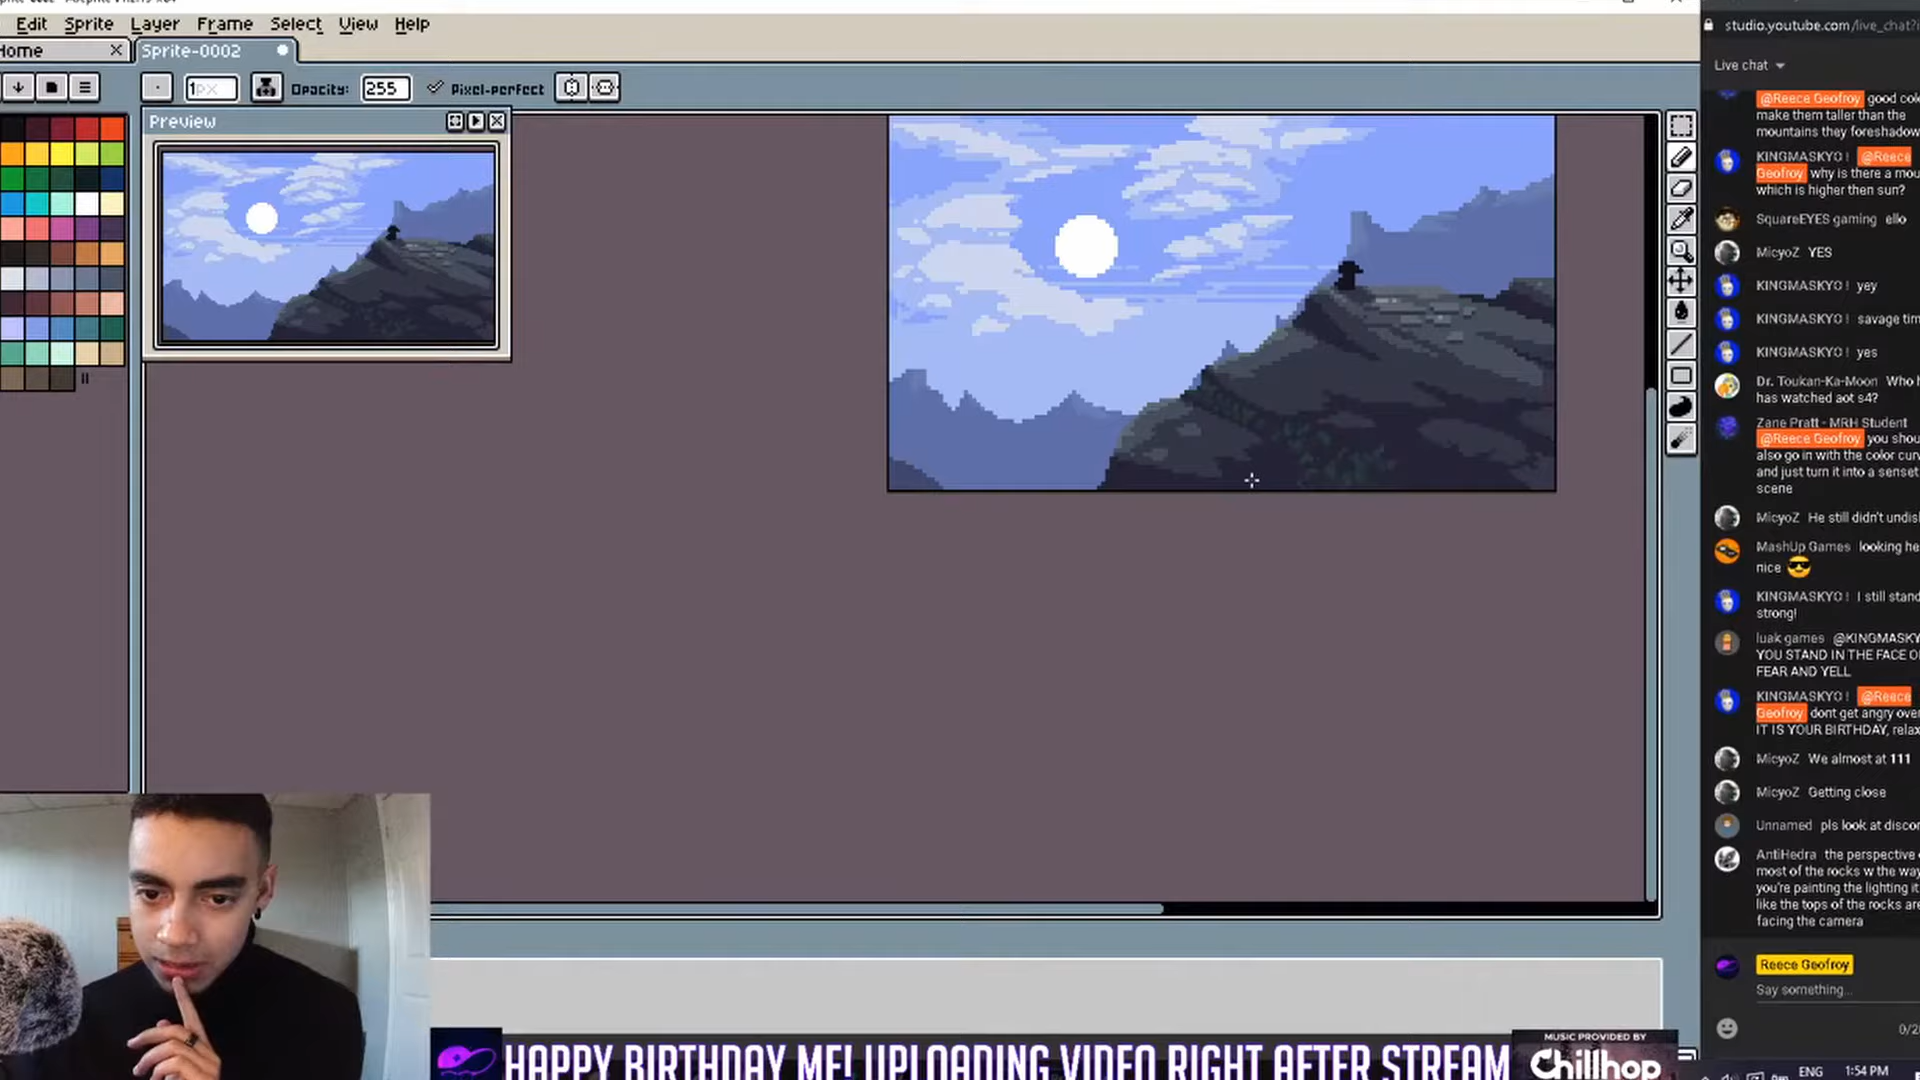 Edit Sprite Layer Frame Select View Help
Home
Sprite-0002
1px
Opacity:
255
Pixel-perfect
Preview
studio.youtube.com/live_chat?i
Live chat
@Reece Geofroy good col
make them taller than the
mountains they foreshadow
KINGMASKYO! @Reece
Geofroy why is there a mou
which is higher then sun?
SquareEYES gaming ello
MicyoZ YES
KINGMASKYO! yey
KINGMASKYO! savage tim
KINGMASKYO! yes
Dr. Toukan-Ka-Moon Who h
has watched aot s4?
Zane Pratt - MRH Student
@Reece Geofroy you shou
also go in with the color curv
and just turn it into a senset
scene
MicyoZ He still didn't undis
MashUp Games looking he
nice 😎
KINGMASKYO! I still stand
strong!
luak games @KINGMASKY
YOU STAND IN THE FACE O
FEAR AND YELL
KINGMASKYO! @Reece
Geofroy dont get angry over
IT IS YOUR BIRTHDAY, relax
MicyoZ We almost at 111
MicyoZ Getting close
Unnamed pls look at discor
AntiHedra the perspective
most of the rocks w the way
you're painting the lighting it
like the tops of the rocks are
facing the camera
Reece Geofroy
Say something...
0/2
HAPPY BIRTHDAY ME! UPLOADING VIDEO RIGHT AFTER STREAM
MUSIC PROVIDED BY
Chillhop
ENG
1:54 PM